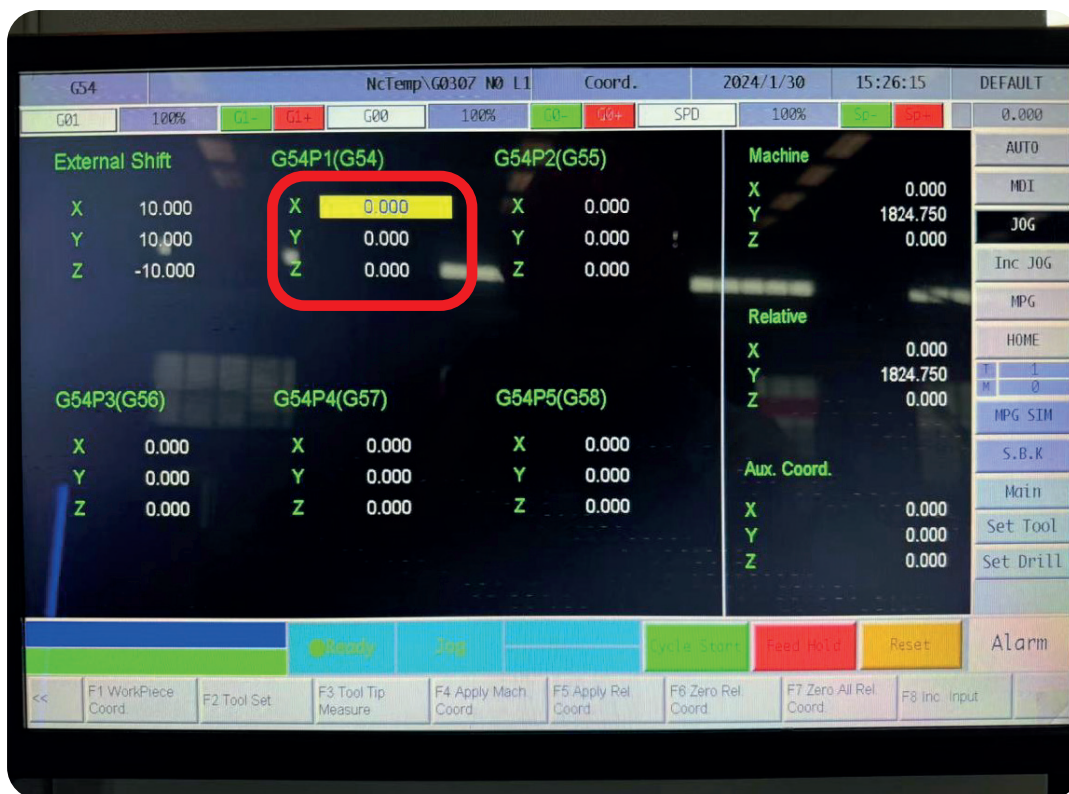 G54 NcTemp\G0307 N0 L1 Coord. 2024/1/30 15:26:15 DEFAULT
G01 100% G1- G1+ G00 100% G0- G0+ SPD 100% Sp- Sp+ 0.000
External Shift G54P1(G54) G54P2(G55)
X 10.000 X 0.000 X 0.000
Y 10.000 Y 0.000 Y 0.000
Z -10.000 Z 0.000 Z 0.000
G54P3(G56) G54P4(G57) G54P5(G58)
X 0.000 X 0.000 X 0.000
Y 0.000 Y 0.000 Y 0.000
Z 0.000 Z 0.000 Z 0.000
Machine
X 0.000
Y 1824.750
Z 0.000
Relative
X 0.000
Y 1824.750
Z 0.000
Aux. Coord.
X 0.000
Y 0.000
Z 0.000
AUTO
MDI
JOG
Inc JOG
MPG
HOME
T 1
M 0
MPG SIM
S.B.K
Main
Set Tool
Set Drill
Ready Jog Cycle Start Feed Hold Reset Alarm
<< F1 WorkPiece F2 Tool Set F3 Tool Tip F4 Apply Mach. F5 Apply Rel. F6 Zero Rel. F7 Zero All Rel. F8 Inc. Input
Coord. Measure Coord. Coord. Coord. Coord.